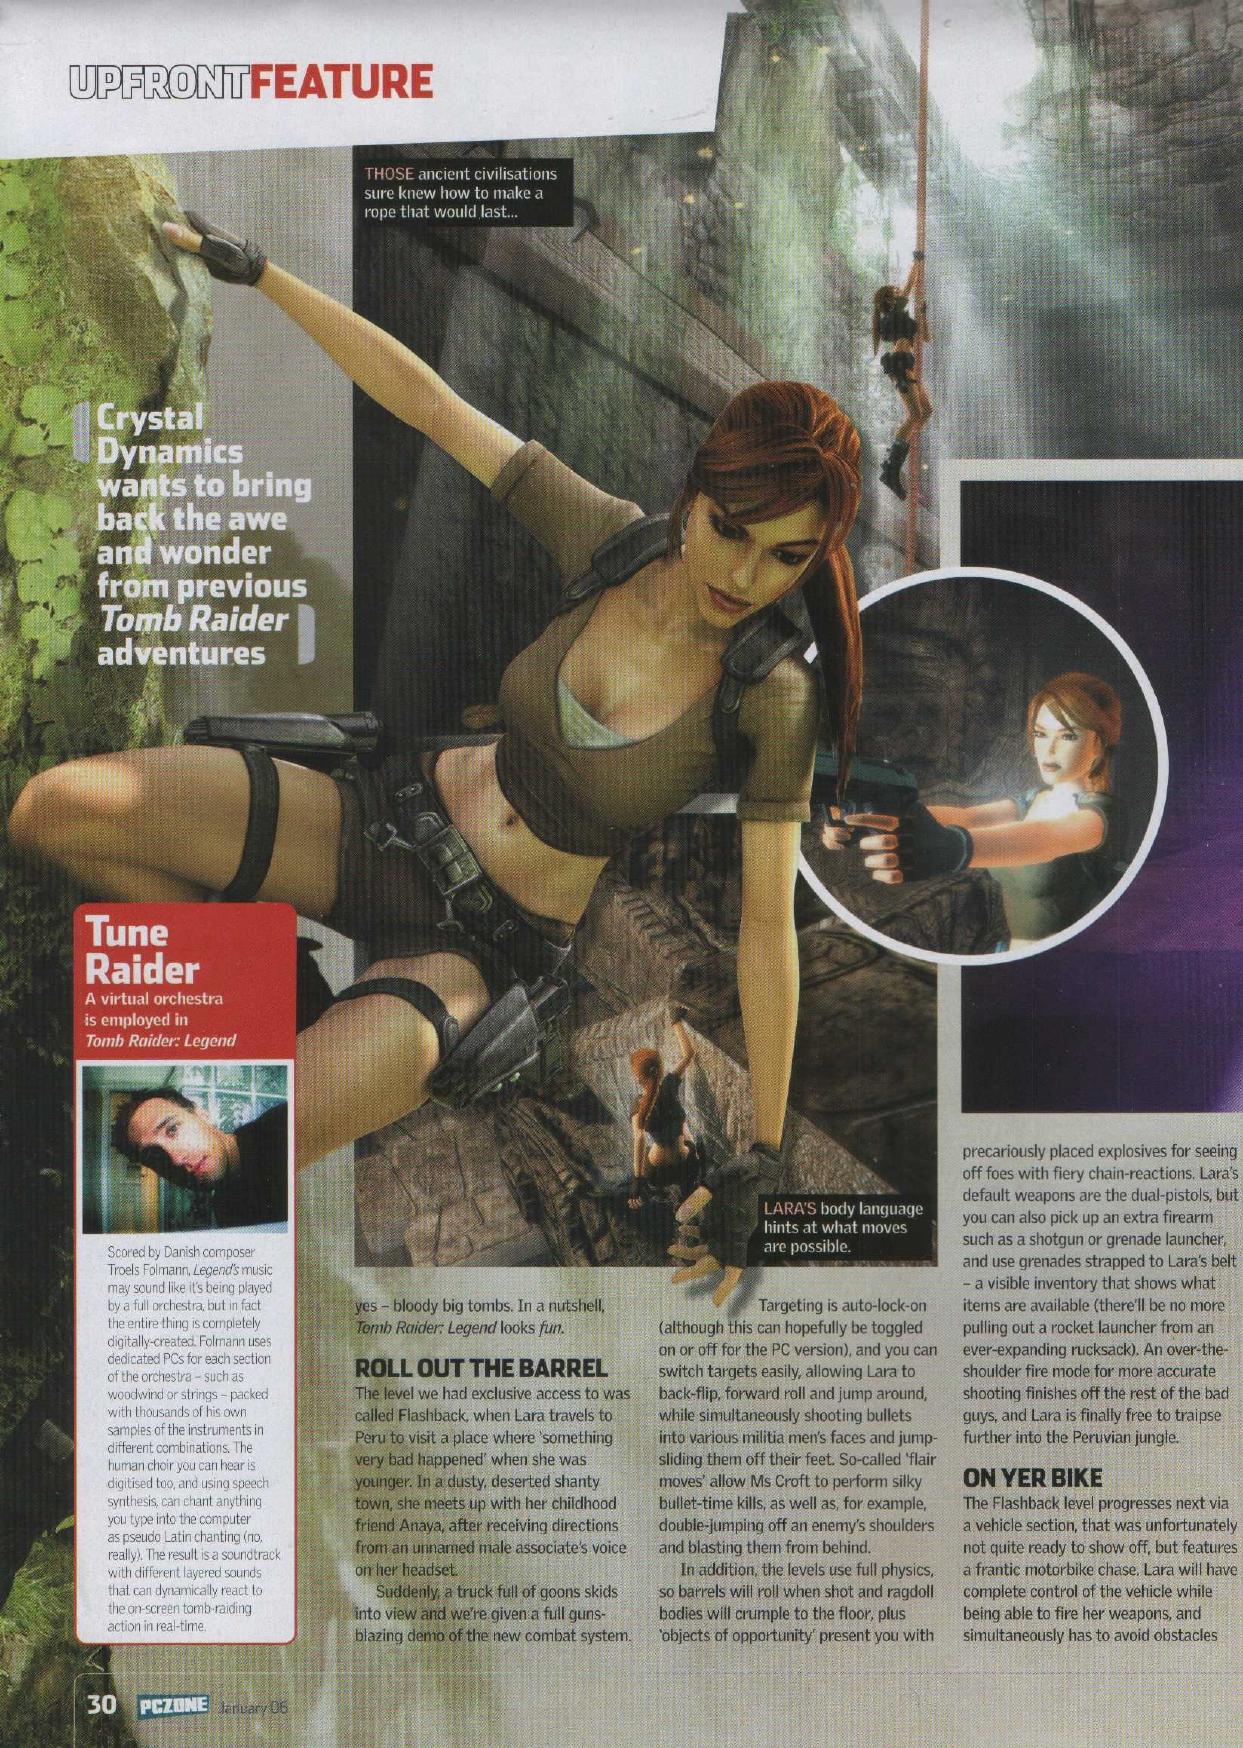 UPFRONTFEATURE
THOSE ancient civilisations
sure knew how to make a
rope that would last...
Crystal
Dynamics
wants to bring
back the awe
and wonder
from previous
Tomb Raider
adventures
Tune
Raider
A virtual orchestra
is employed in
Tomb Raider: Legend
Scored by Danish composer
Troels Folmann, Legend's music
may sound like it's being played
by a full orchestra, but in fact
the entire thing is completely
digitally-created. Folmann uses
dedicated PCs for each section
of the orchestra – such as
woodwind or strings – packed
with thousands of his own
samples of the instruments in
different combinations. The
human choir you can hear is
digitised too, and using speech
synthesis, can chant anything
you type into the computer
as pseudo Latin chanting (no,
really). The result is a soundtrack
with different layered sounds
that can dynamically react to
the on-screen tomb-raiding
action in real-time.
LARA'S body language
hints at what moves
are possible.
yes – bloody big tombs. In a nutshell,
Tomb Raider: Legend looks fun.
ROLL OUT THE BARREL
The level we had exclusive access to was
called Flashback, when Lara travels to
Peru to visit a place where 'something
very bad happened' when she was
younger. In a dusty, deserted shanty
town, she meets up with her childhood
friend Anaya, after receiving directions
from an unnamed male associate's voice
on her headset.
Suddenly, a truck full of goons skids
into view and we're given a full guns-
blazing demo of the new combat system.
Targeting is auto-lock-on
(although this can hopefully be toggled
on or off for the PC version), and you can
switch targets easily, allowing Lara to
back-flip, forward roll and jump around,
while simultaneously shooting bullets
into various militia men's faces and jump-
sliding them off their feet. So-called 'flair
moves' allow Ms Croft to perform silky
bullet-time kills, as well as, for example,
double-jumping off an enemy's shoulders
and blasting them from behind.
In addition, the levels use full physics,
so barrels will roll when shot and ragdoll
bodies will crumple to the floor, plus
'objects of opportunity' present you with
precariously placed explosives for seeing
off foes with fiery chain-reactions. Lara's
default weapons are the dual-pistols, but
you can also pick up an extra firearm
such as a shotgun or grenade launcher,
and use grenades strapped to Lara's belt
– a visible inventory that shows what
items are available (there'll be no more
pulling out a rocket launcher from an
ever-expanding rucksack). An over-the-
shoulder fire mode for more accurate
shooting finishes off the rest of the bad
guys, and Lara is finally free to traipse
further into the Peruvian jungle.
ON YER BIKE
The Flashback level progresses next via
a vehicle section, that was unfortunately
not quite ready to show off, but features
a frantic motorbike chase. Lara will have
complete control of the vehicle while
being able to fire her weapons, and
simultaneously has to avoid obstacles
30 PCZONE January 06